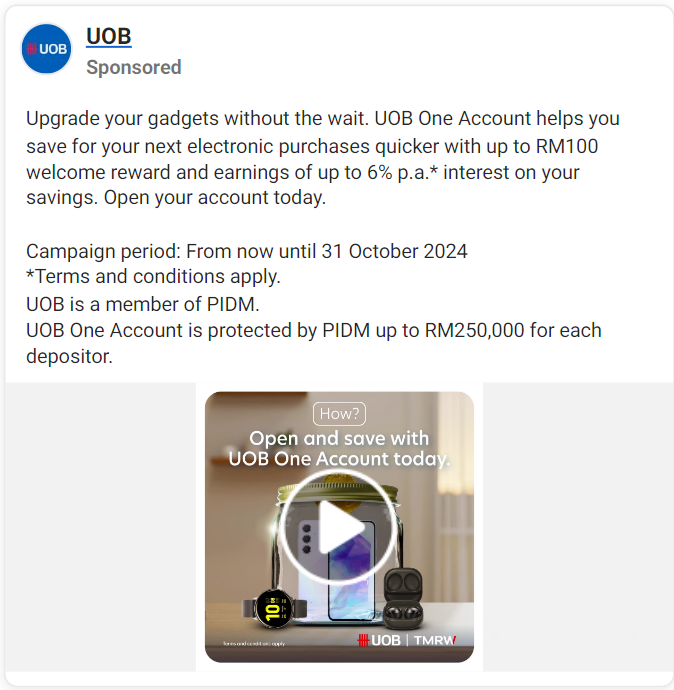 UOB
UOB
Sponsored
Upgrade your gadgets without the wait. UOB One Account helps you
save for your next electronic purchases quicker with up to RM100
welcome reward and earnings of up to 6% p.a.* interest on your
savings. Open your account today.
Campaign period: From now until 31 October 2024
*Terms and conditions apply.
UOB is a member of PIDM.
UOB One Account is protected by PIDM up to RM250,000 for each
depositor.
How?
Open and save with
UOB One Account today.
10
Terms and conditions apply
UOB | TMRW